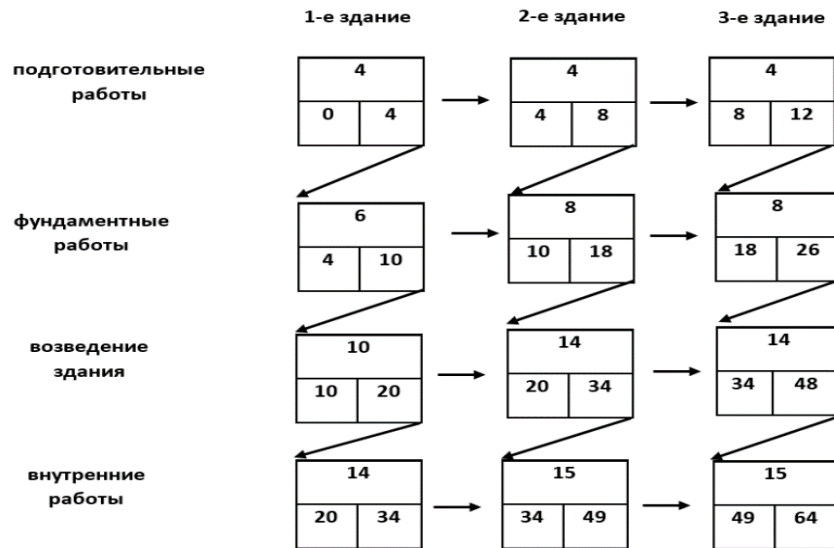 1-е здание 2-е здание 3-е здание
подготовительные
работы
4 4 4
0 4 4 8 8 12
фундаментные
работы
6 8 8
4 10 10 18 18 26
возведение
здания
10 14 14
10 20 20 34 34 48
внутренние
работы
14 15 15
20 34 34 49 49 64